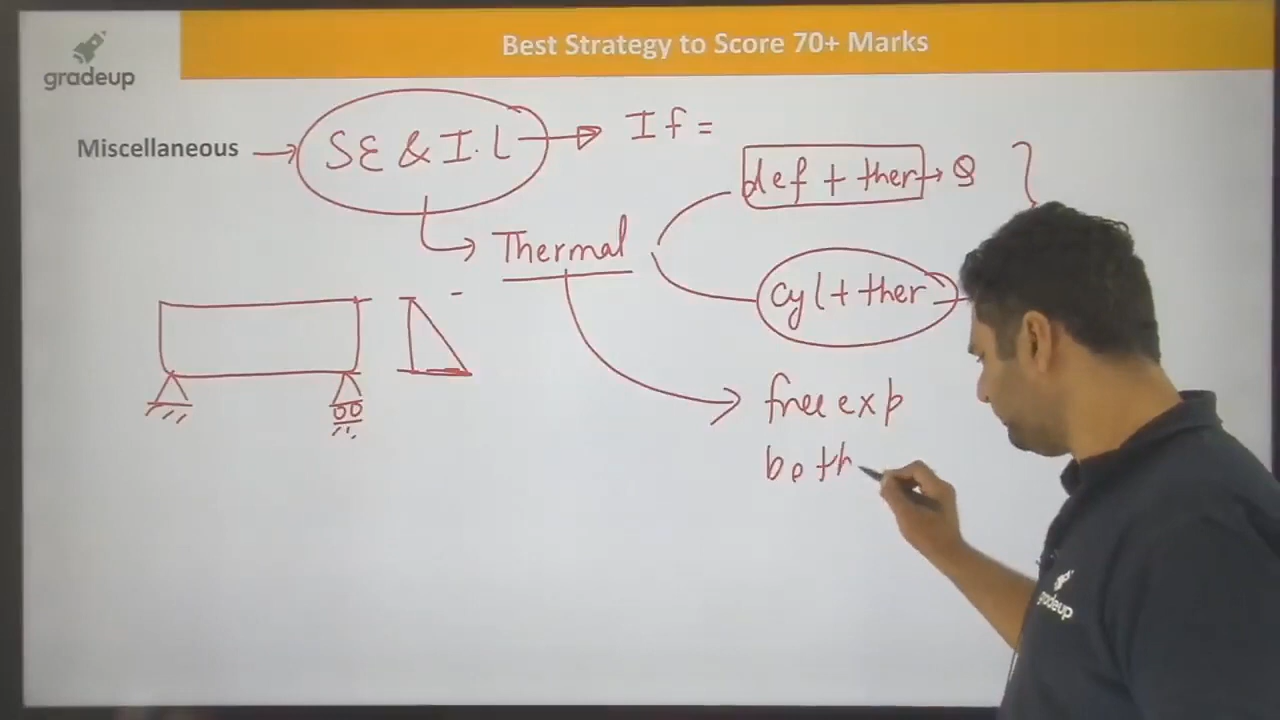 Best Strategy to Score 70+ Marks
gradeup
Miscellaneous
SE & I.L
If =
def + ther → Q
Thermal
cyl + ther
free exp
both
gradeup